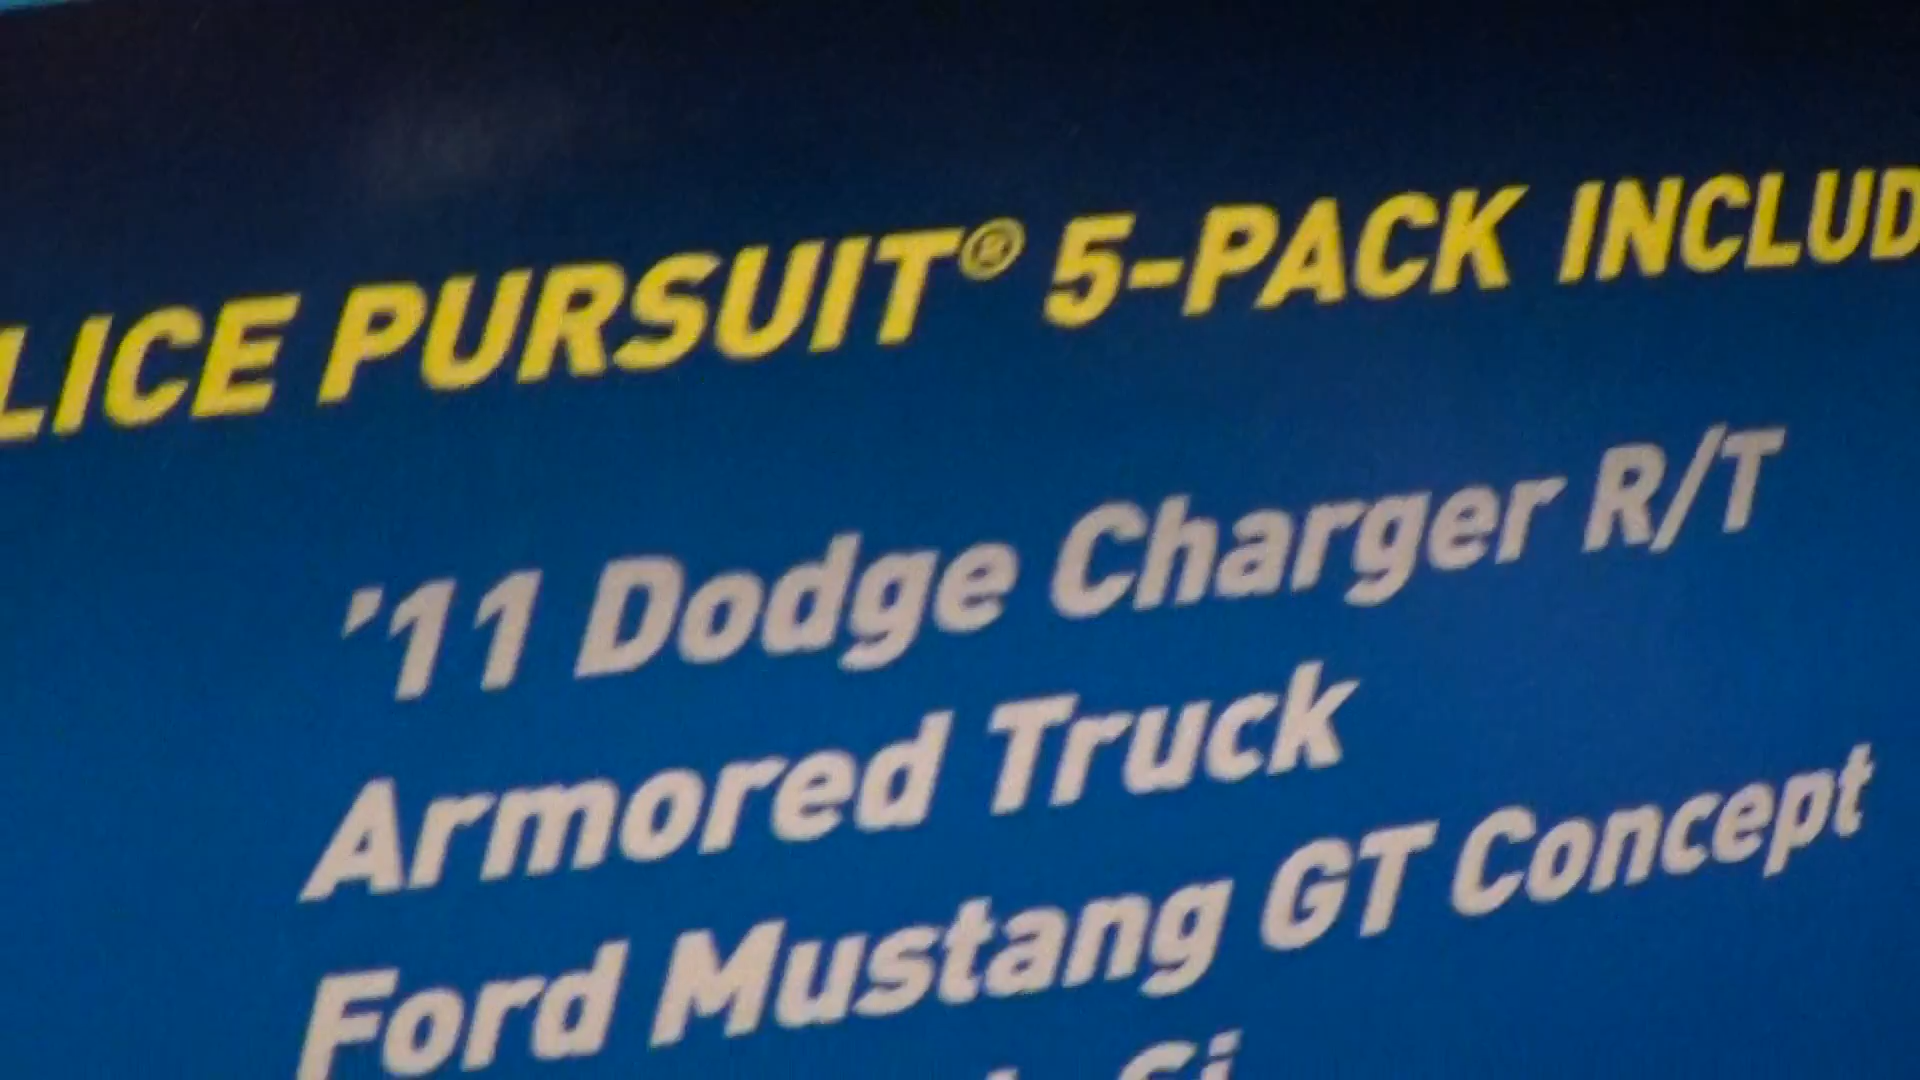 LICE PURSUIT® 5-PACK INCLUD
'11 Dodge Charger R/T
Armored Truck
Ford Mustang GT Concept